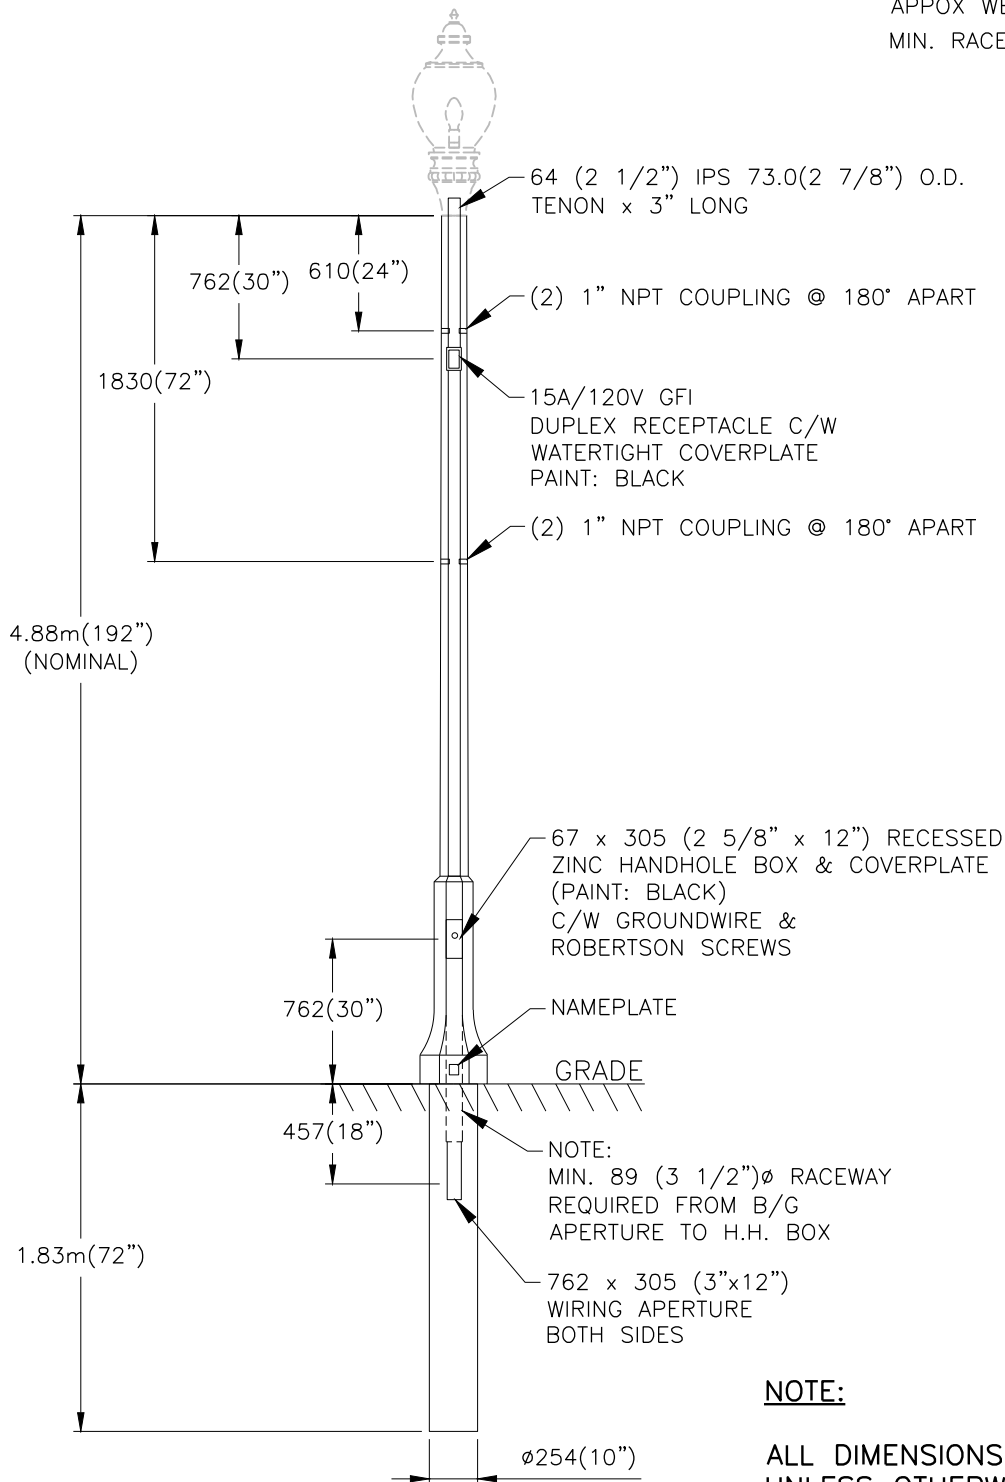 APPOX WE
MIN. RACE
64 (2 1/2") IPS 73.0(2 7/8") O.D.
TENON x 3" LONG
762(30")
610(24")
(2) 1" NPT COUPLING @ 180° APART
1830(72")
15A/120V GFI
DUPLEX RECEPTACLE C/W
WATERTIGHT COVERPLATE
PAINT: BLACK
(2) 1" NPT COUPLING @ 180° APART
4.88m(192")
(NOMINAL)
67 x 305 (2 5/8" x 12") RECESSED
ZINC HANDHOLE BOX & COVERPLATE
(PAINT: BLACK)
C/W GROUNDWIRE &
ROBERTSON SCREWS
762(30")
NAMEPLATE
GRADE
457(18")
NOTE:
MIN. 89 (3 1/2")ø RACEWAY
REQUIRED FROM B/G
APERTURE TO H.H. BOX
1.83m(72")
762 x 305 (3"x12")
WIRING APERTURE
BOTH SIDES
NOTE:
ø254(10")
ALL DIMENSIONS
UNLESS OTHERW